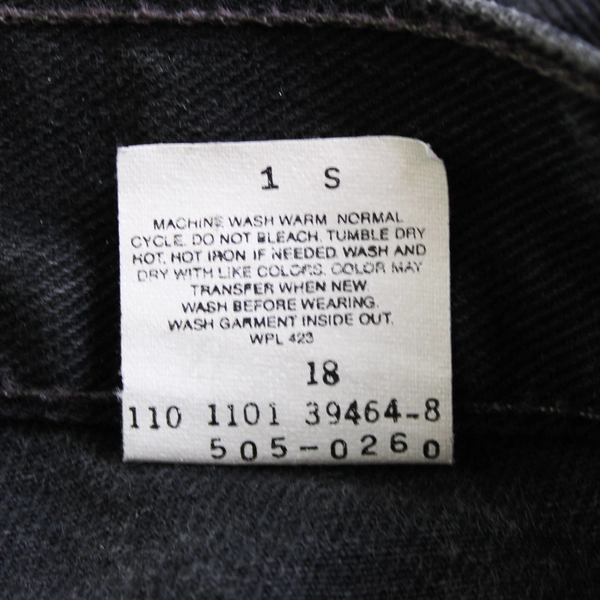 1 S
MACHINE WASH WARM NORMAL
CYCLE. DO NOT BLEACH. TUMBLE DRY
HOT. HOT IRON IF NEEDED. WASH AND
DRY WITH LIKE COLORS. COLOR MAY
TRANSFER WHEN NEW.
WASH BEFORE WEARING.
WASH GARMENT INSIDE OUT.
WPL 423
18
110 1101 39464-8
505-0260